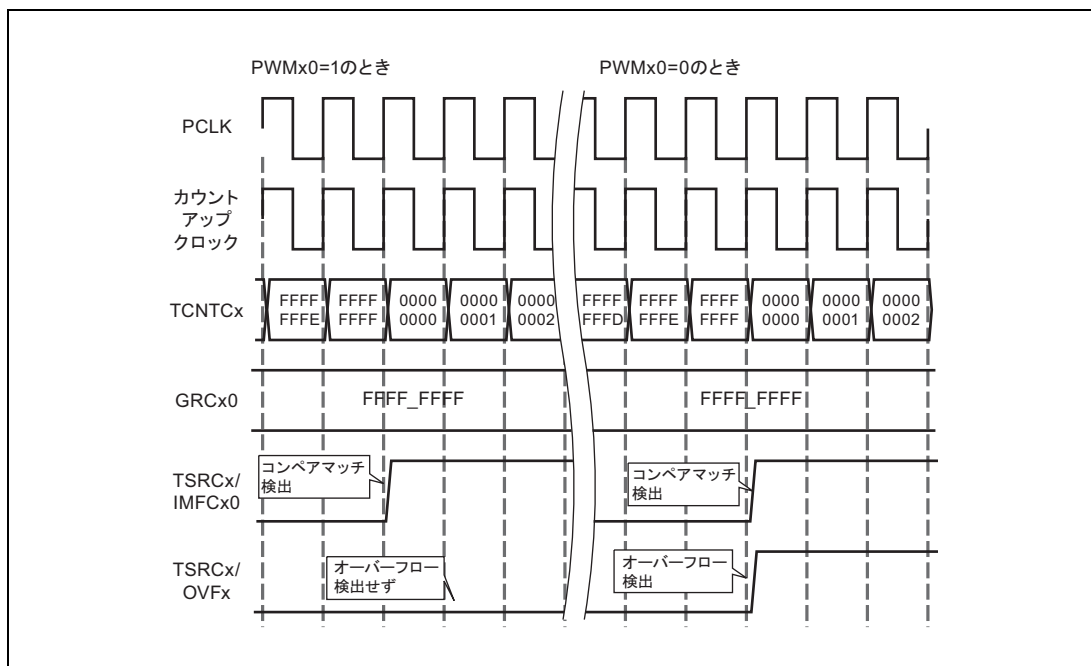 PWMx0=1のとき
PWMx0=0のとき
PCLK
カウント
アップ
クロック
TCNTCx
FFFF
FFFE
FFFF
FFFF
0000
0000
0000
0001
0000
0002
FFFF
FFFD
FFFF
FFFE
FFFF
FFFF
0000
0000
0000
0001
0000
0002
GRCx0
FFFF_FFFF
FFFF_FFFF
TSRCx/
IMFCx0
コンペアマッチ
検出
コンペアマッチ
検出
TSRCx/
OVFx
オーバーフロー
検出せず
オーバーフロー
検出